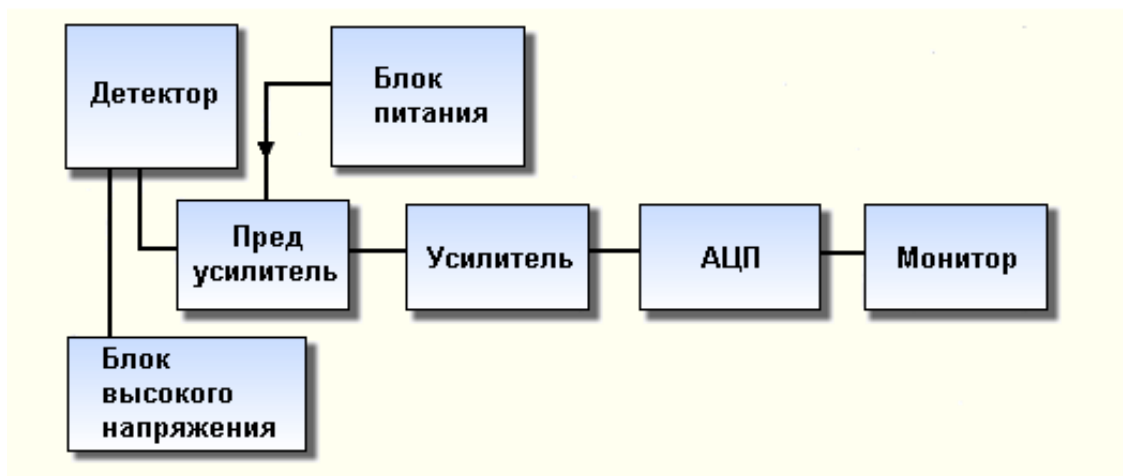 Детектор
Блок
питания
Пред
усилитель
Усилитель
АЦП
Монитор
Блок
высокого
напряжения